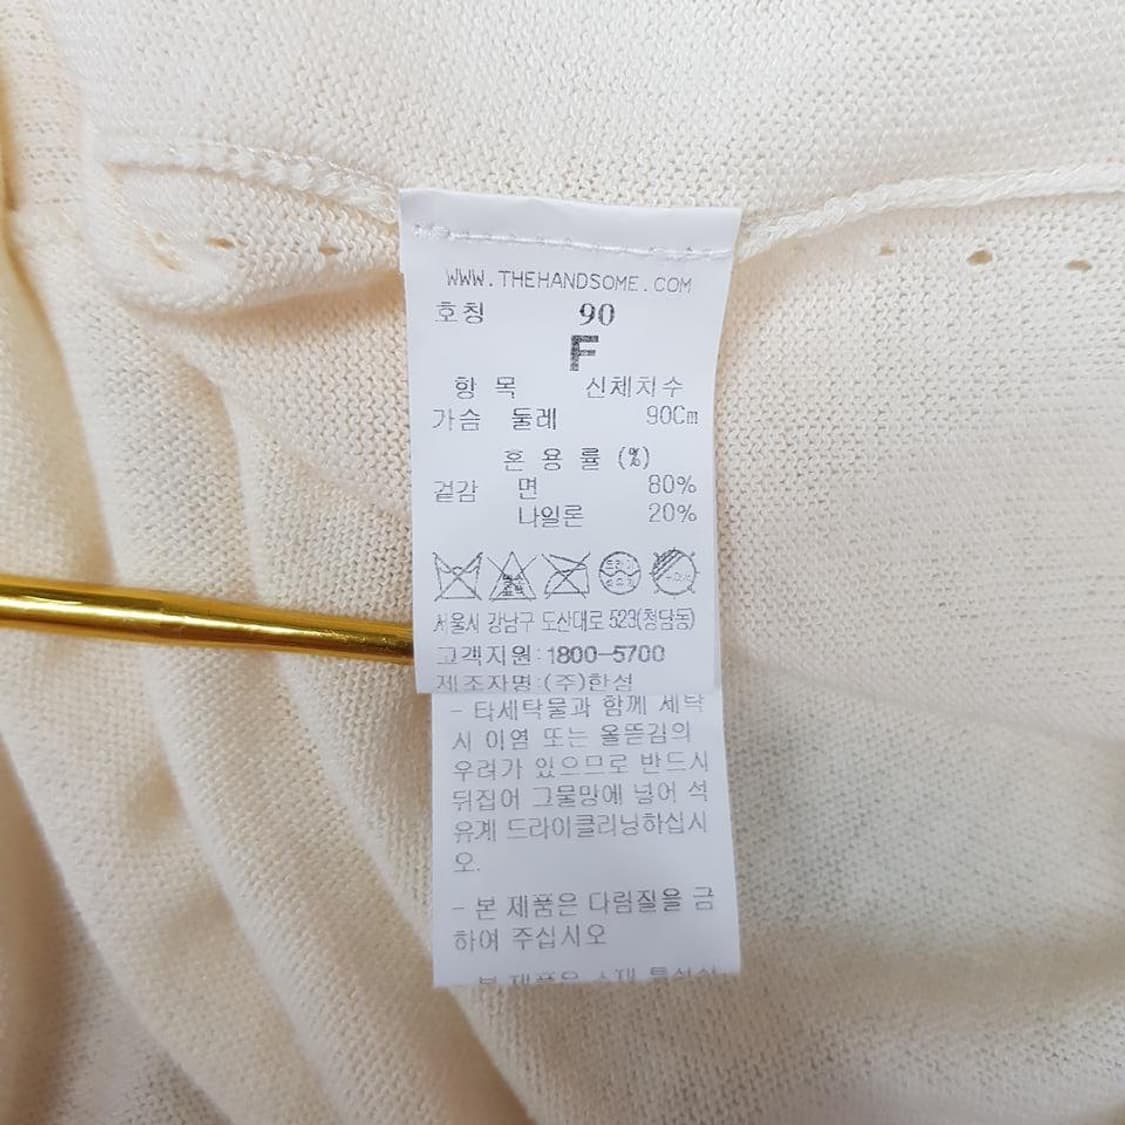 WWW.THEHANDSOME.COM
호칭 90
F
항 목 신체치수
가슴 둘레 90Cm
혼 용 률 (%)
겉감 면 80%
나일론 20%
드라이
서울시 강남구 도산대로 523(청담동)
고객지원:1800-5700
제조자명:(주)한섬
- 타세탁물과 함께 세탁
시 이염 또는 올뜯김의
우려가 있으므로 반드시
뒤집어 그물망에 넣어 석
유계 드라이클리닝하십시
오.
- 본 제품은 다림질을 금
하여 주십시오